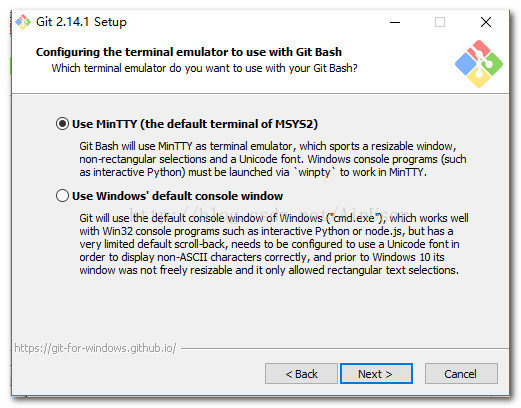 Git 2.14.1 Setup
Configuring the terminal emulator to use with Git Bash
Which terminal emulator do you want to use with your Git Bash?
Use MinTTY (the default terminal of MSYS2)
Git Bash will use MinTTY as terminal emulator, which sports a resizable window,
non-rectangular selections and a Unicode font. Windows console programs (such
as interactive Python) must be launched via `winpty` to work in MinTTY.
Use Windows' default console window
Git will use the default console window of Windows ("cmd.exe"), which works well
with Win32 console programs such as interactive Python or node.js, but has a
very limited default scroll-back, needs to be configured to use a Unicode font in
order to display non-ASCII characters correctly, and prior to Windows 10 its
window was not freely resizable and it only allowed rectangular text selections.
https://git-for-windows.github.io/
< Back
Next >
Cancel